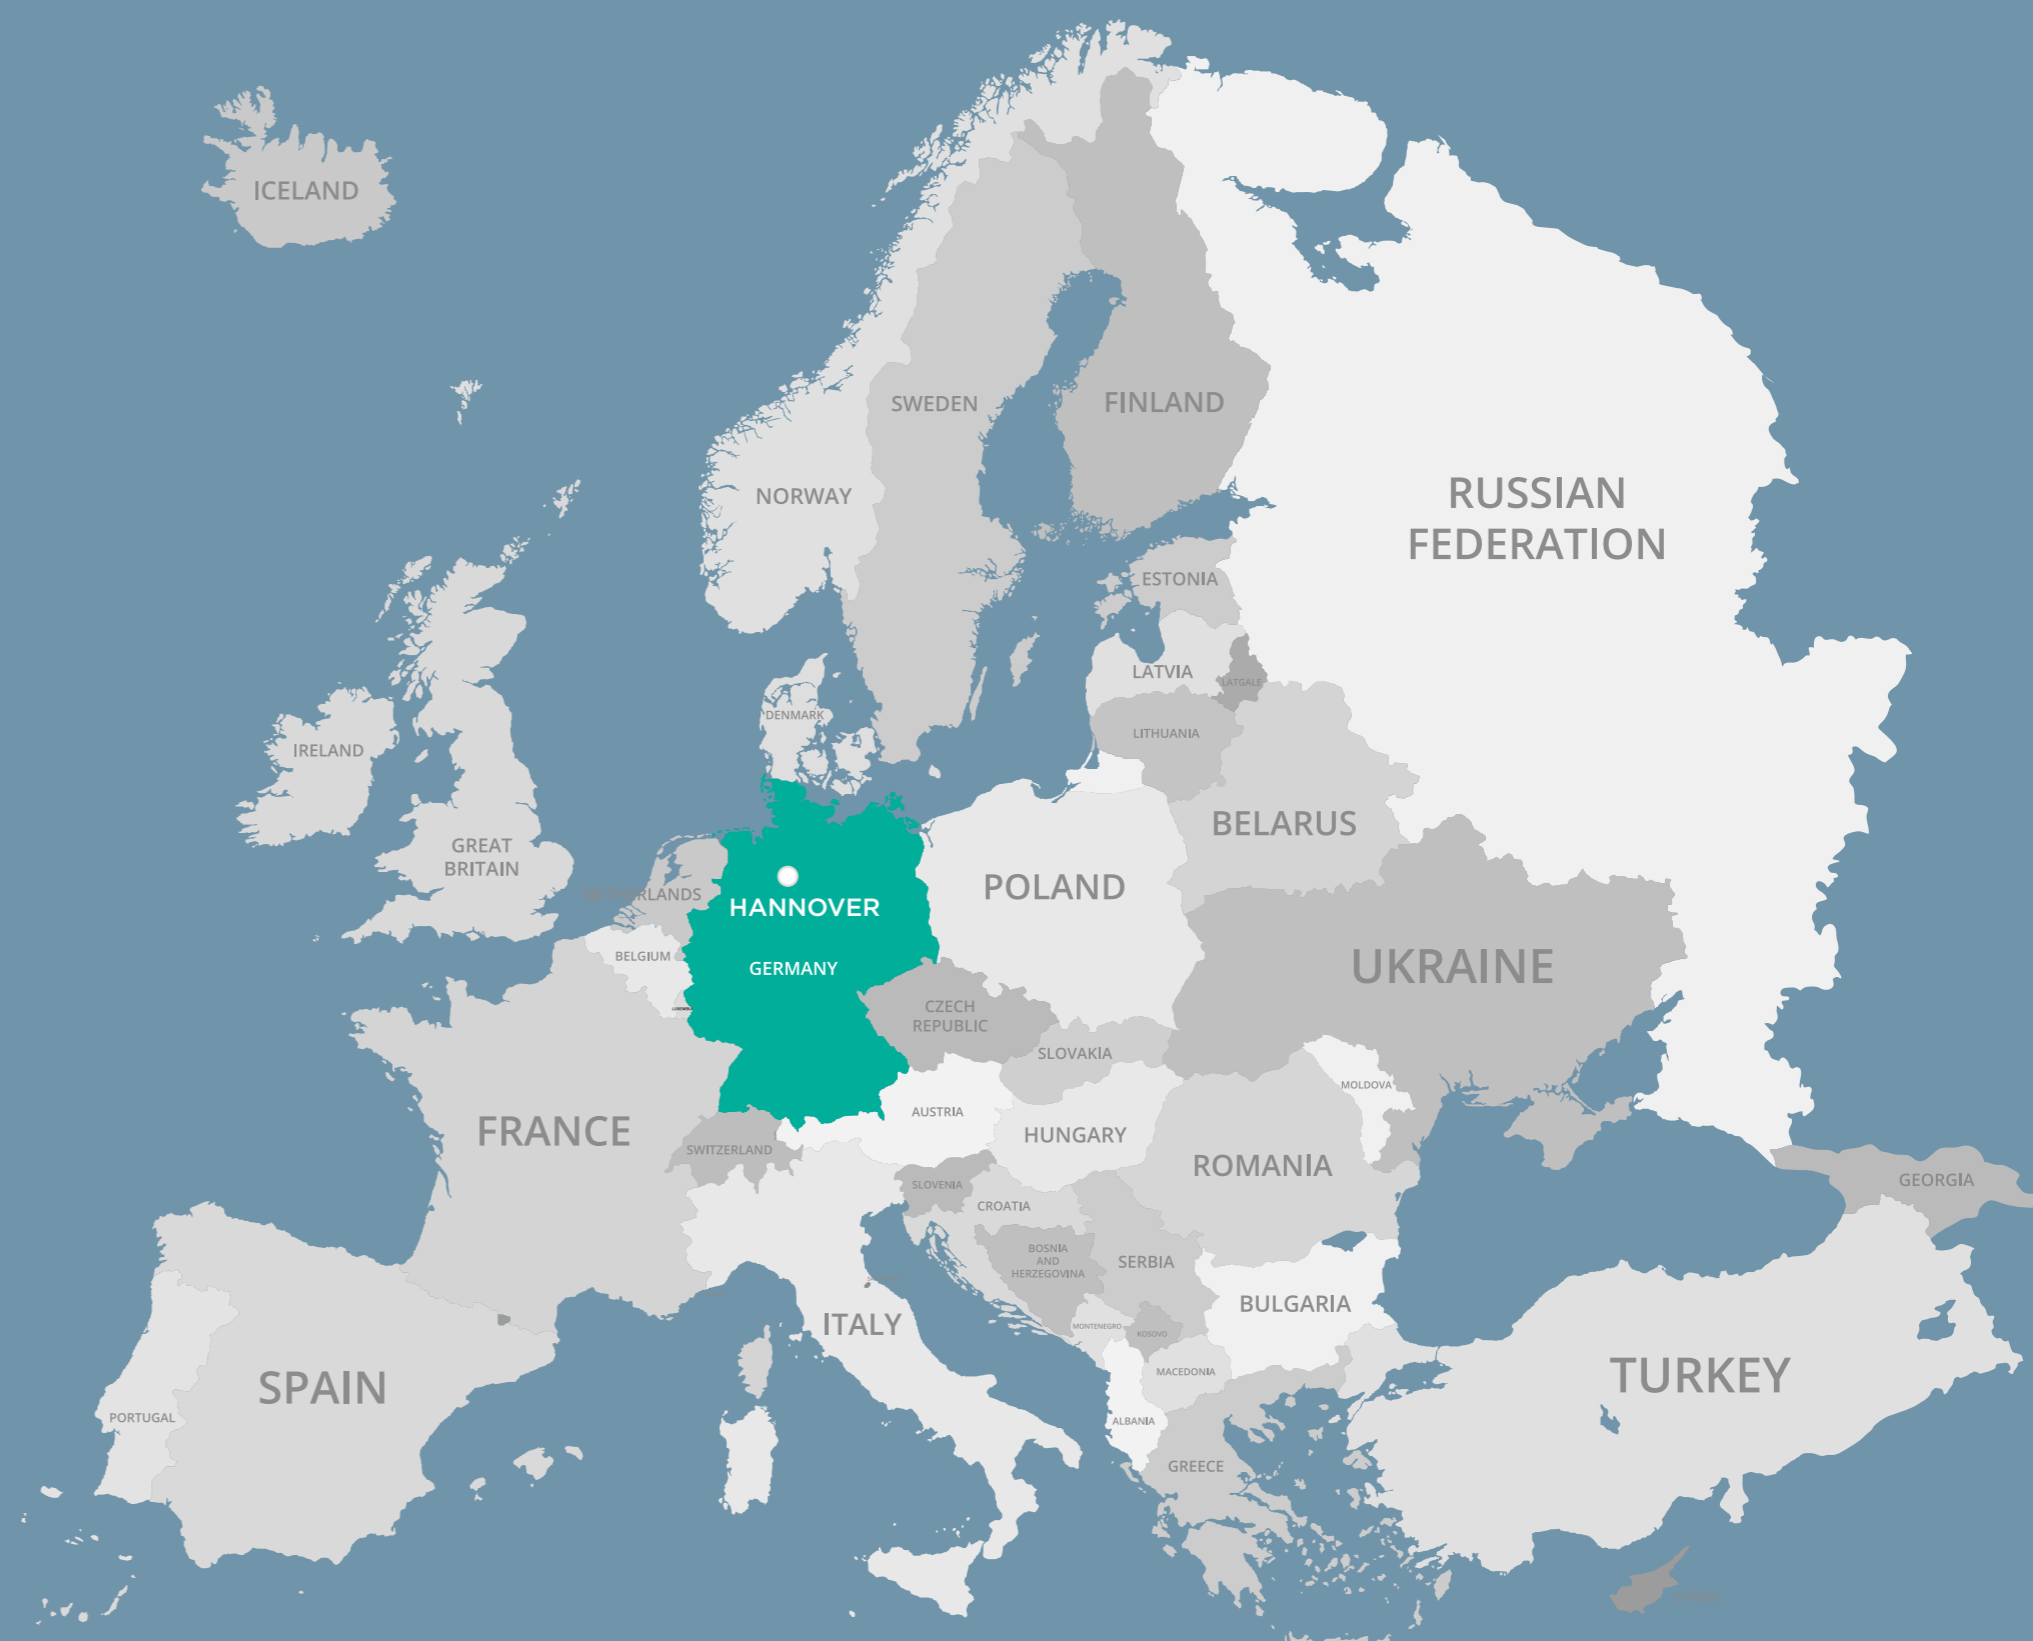 ICELAND
SWEDEN
FINLAND
NORWAY
RUSSIAN
FEDERATION
ESTONIA
LATVIA
LATGALE
DENMARK
LITHUANIA
IRELAND
GREAT
BRITAIN
BELARUS
POLAND
NETHERLANDS
HANNOVER
BELGIUM
GERMANY
UKRAINE
CZECH
REPUBLIC
SLOVAKIA
MOLDOVA
AUSTRIA
FRANCE
HUNGARY
SWITZERLAND
ROMANIA
GEORGIA
SLOVENIA
CROATIA
BOSNIA
AND
HERZEGOVINA
SERBIA
BULGARIA
ITALY
MONTENEGRO
KOSOVO
MACEDONIA
SPAIN
TURKEY
PORTUGAL
ALBANIA
GREECE